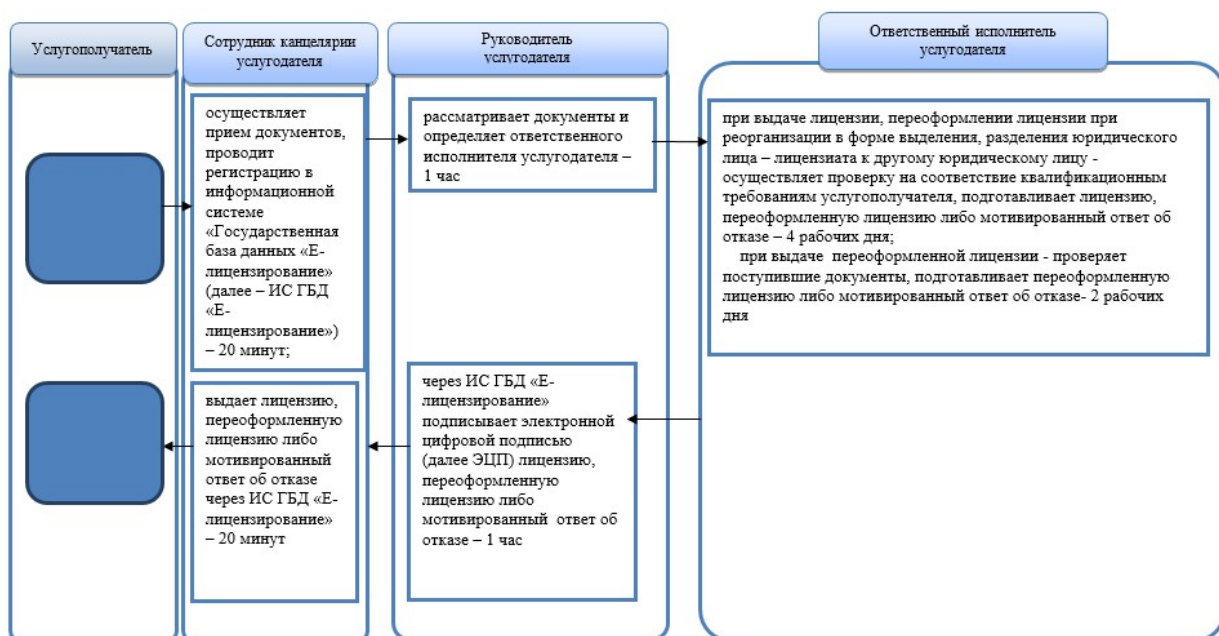 Услугополучатель
Сотрудник канцелярии
услугодателя
Руководитель
услугодателя
Ответственный исполнитель
услугодателя
осуществляет
прием документов,
проводит
регистрацию в
информационной
системе
«Государственная
база данных «Е-
лицензирование»
(далее – ИС ГБД
«Е-
лицензирование»)
– 20 минут;
рассматривает документы и
определяет ответственного
исполнителя услугодателя –
1 час
при выдаче лицензии, переоформлении лицензии при
реорганизации в форме выделения, разделения юридического
лица – лицензиата к другому юридическому лицу -
осуществляет проверку на соответствие квалификационным
требованиям услугополучателя, подготавливает лицензию,
переоформленную лицензию либо мотивированный ответ об
отказе – 4 рабочих дня;
при выдаче переоформленной лицензии - проверяет
поступившие документы, подготавливает переоформленную
лицензию либо мотивированный ответ об отказе- 2 рабочих
дня
через ИС ГБД «Е-
лицензирование»
подписывает электронной
цифровой подписью
(далее ЭЦП) лицензию,
переоформленную
лицензию либо
мотивированный ответ об
отказе – 1 час
выдает лицензию,
переоформленную
лицензию либо
мотивированный
ответ об отказе
через ИС ГБД «Е-
лицензирование»
– 20 минут